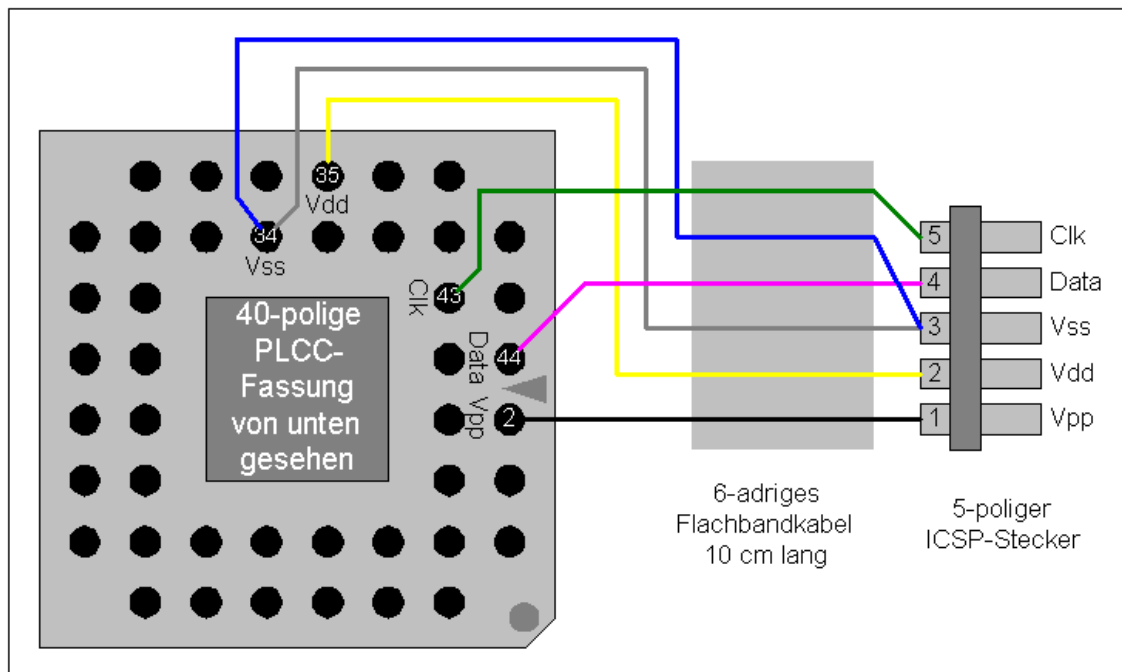 35
Vdd
34
Vss
43
Clk
44
Data
2
Vpp
40-polige
PLCC-
Fassung
von unten
gesehen
5 Clk
4 Data
3 Vss
2 Vdd
1 Vpp
6-adriges
Flachbandkabel
10 cm lang
5-poliger
ICSP-Stecker